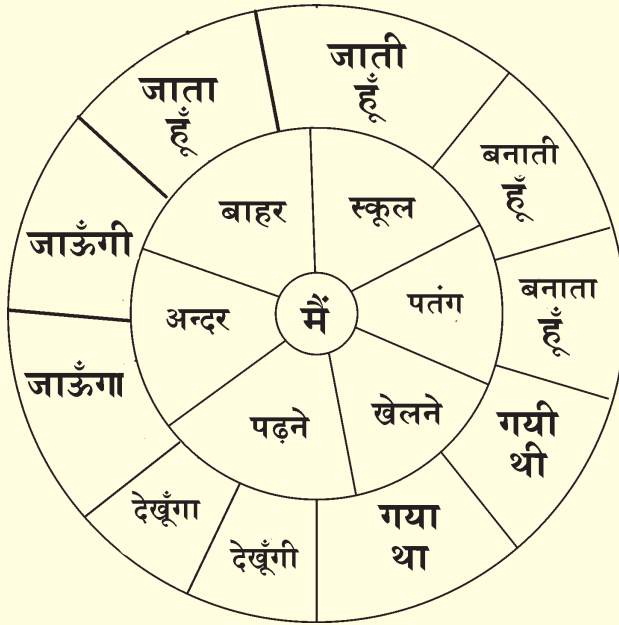 जाती
हूँ
बनाती
हूँ
बनाता
हूँ
गयी
थी
गया
था
देखूँगी
देखूँगा
जाऊँगा
जाऊँगी
जाता
हूँ
स्कूल
पतंग
खेलने
पढ़ने
अन्दर
बाहर
मैं